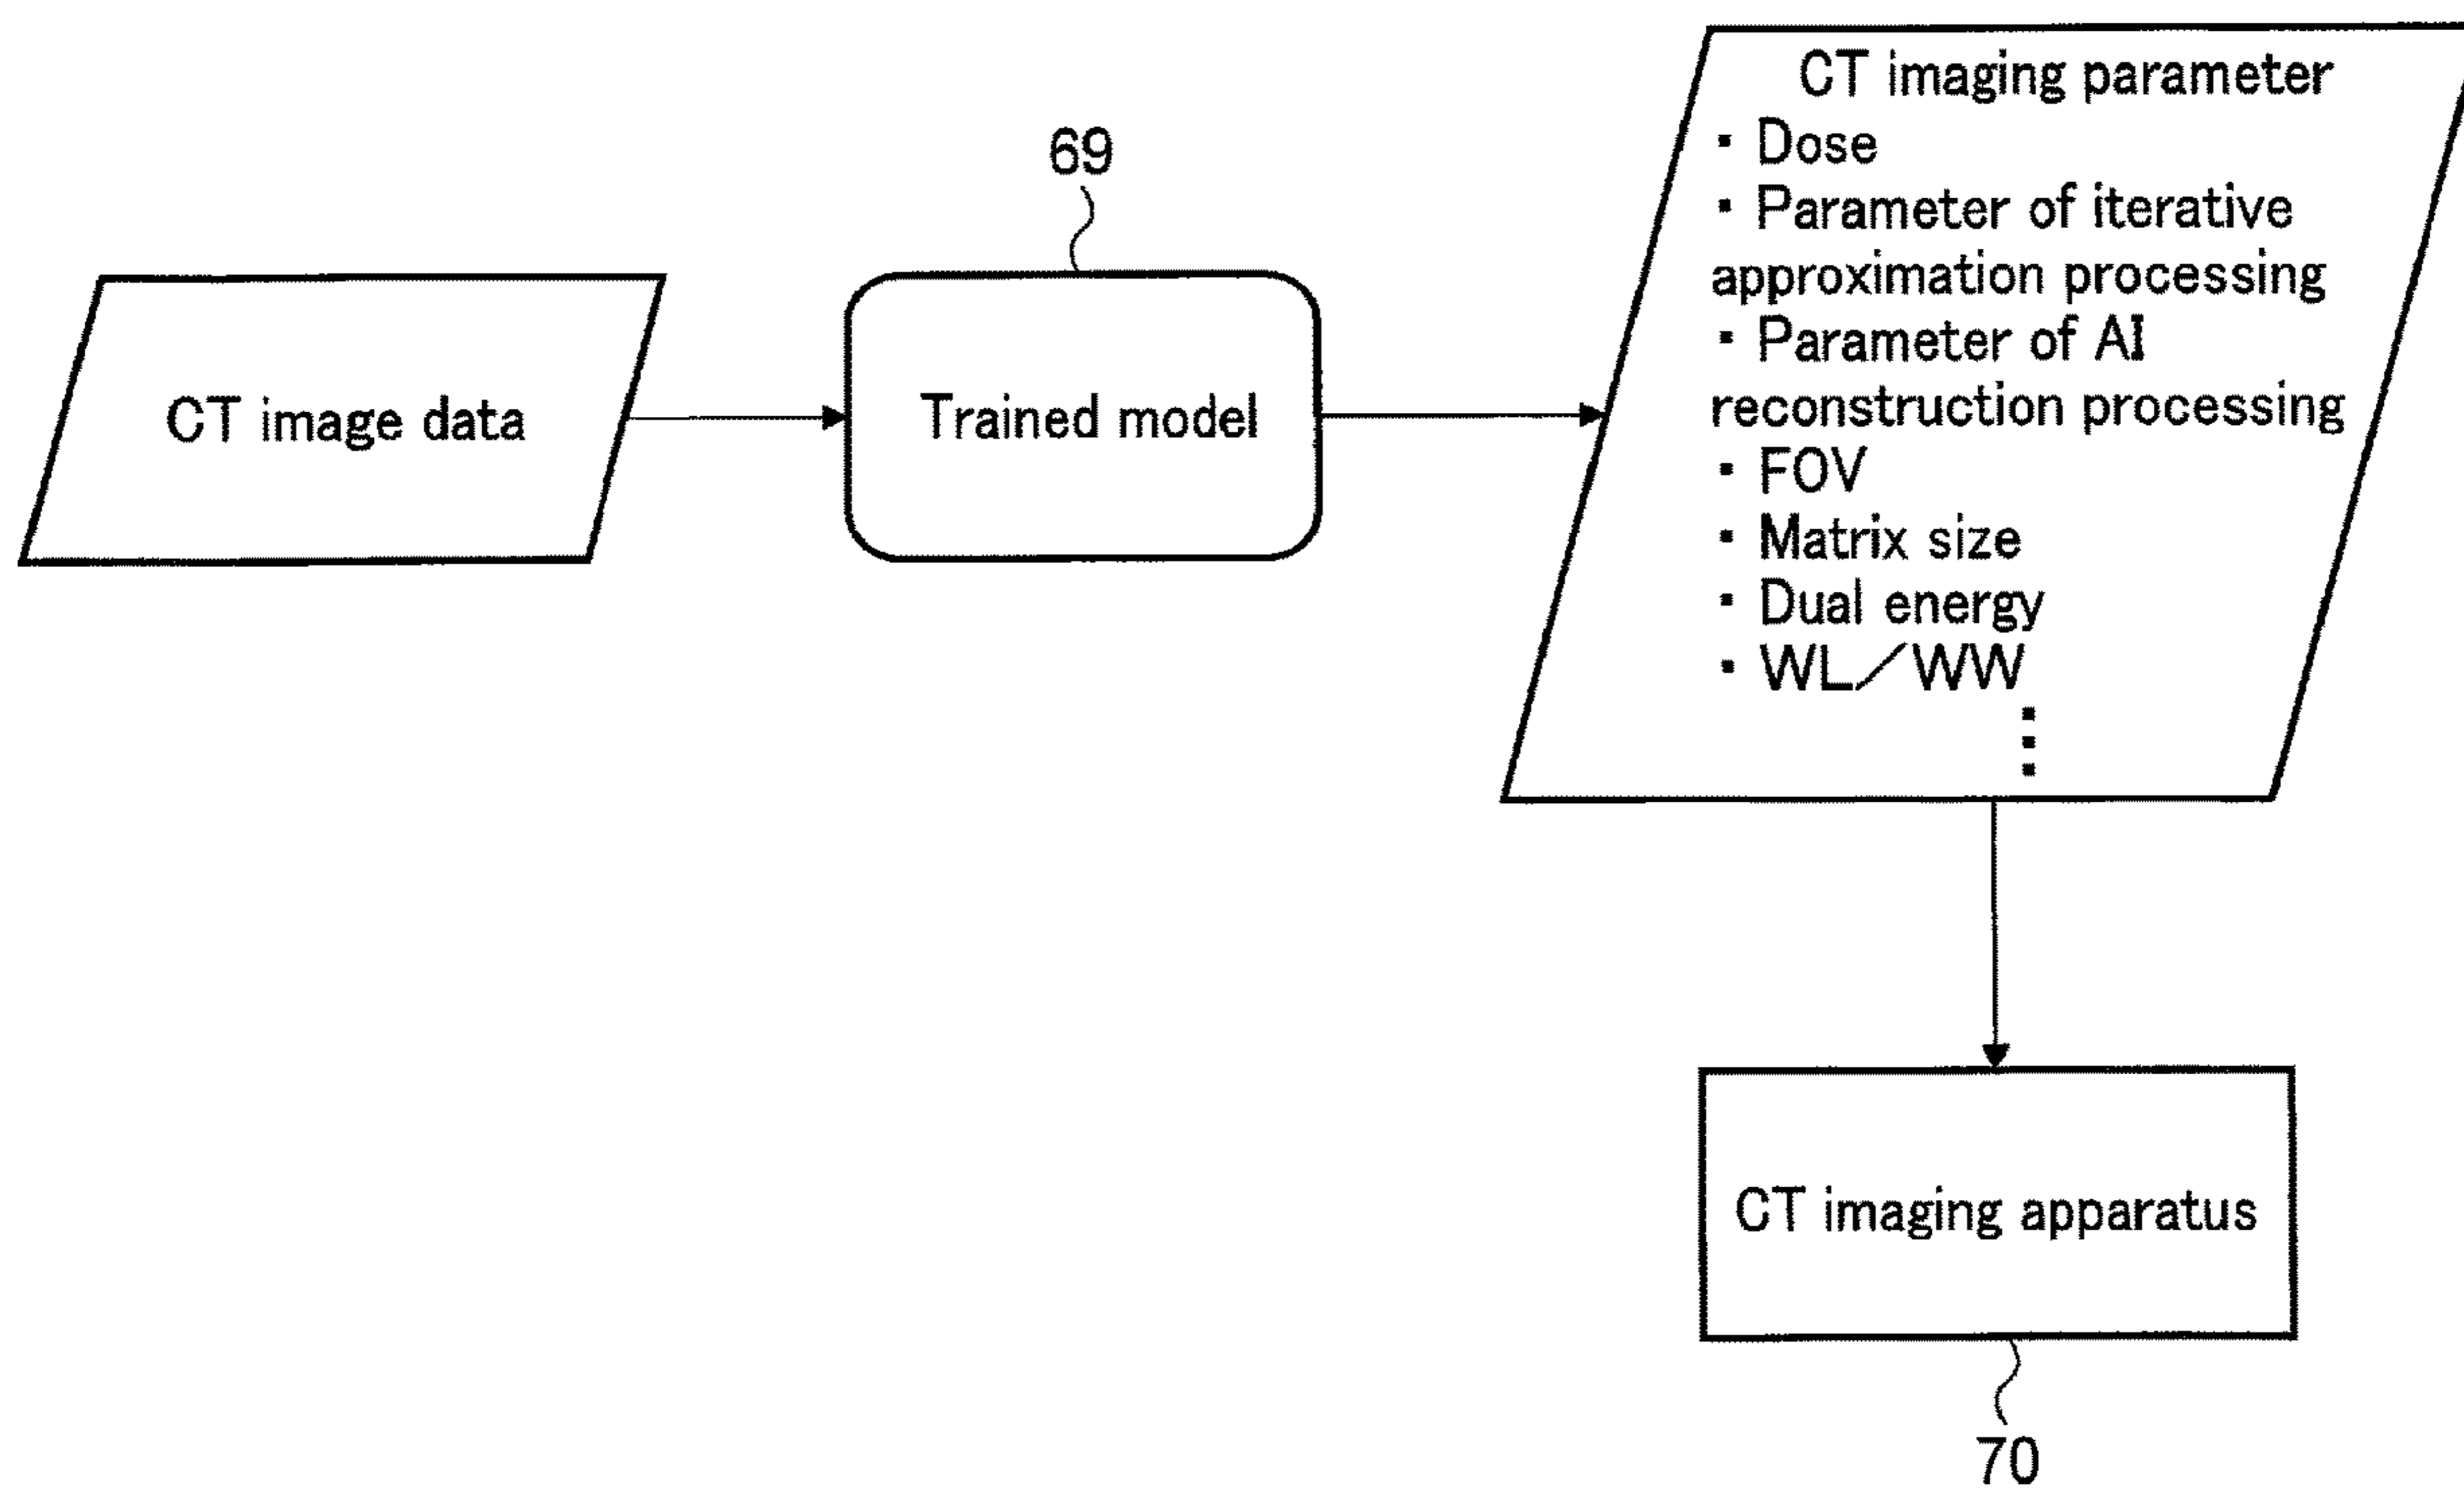 69
CT image data
Trained model
CT imaging parameter
・Dose
・Parameter of iterative
approximation processing
・Parameter of AI
reconstruction processing
・FOV
・Matrix size
・Dual energy
・WL/WW
CT imaging apparatus
70